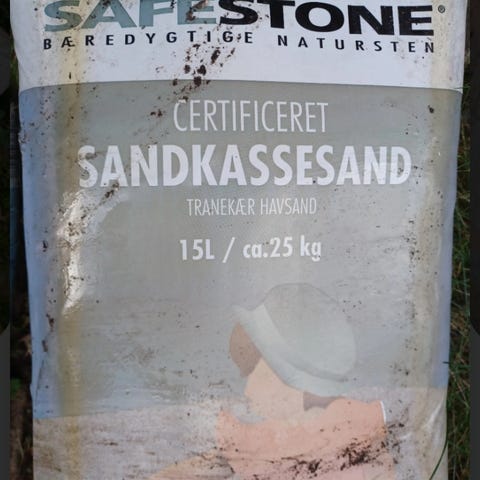 SAFESTONE®
BÆREDYGTIGE NATURSTEN
CERTIFICERET
SANDKASSESAND
TRANEKÆR HAVSAND
15L / ca.25 kg